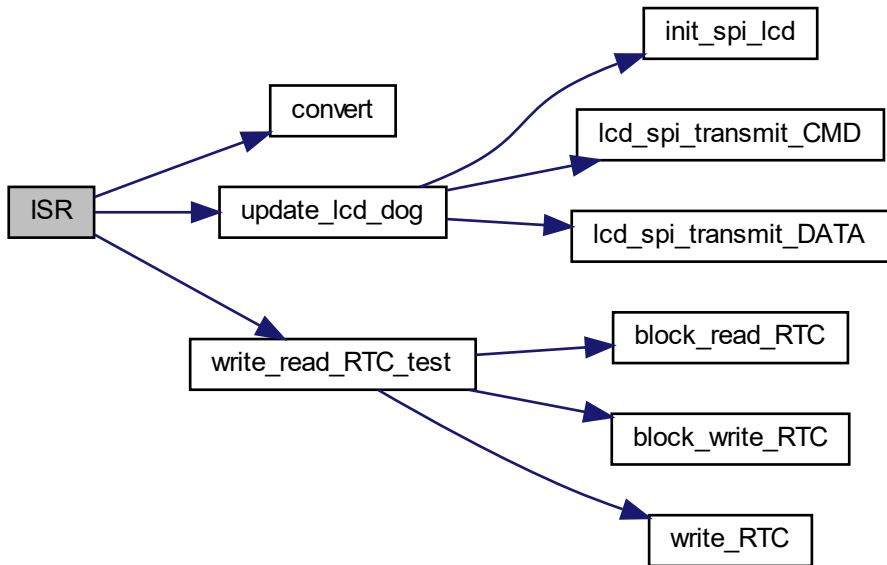 init_spi_lcd
convert
lcd_spi_transmit_CMD
ISR
update_lcd_dog
lcd_spi_transmit_DATA
block_read_RTC
write_read_RTC_test
block_write_RTC
write_RTC